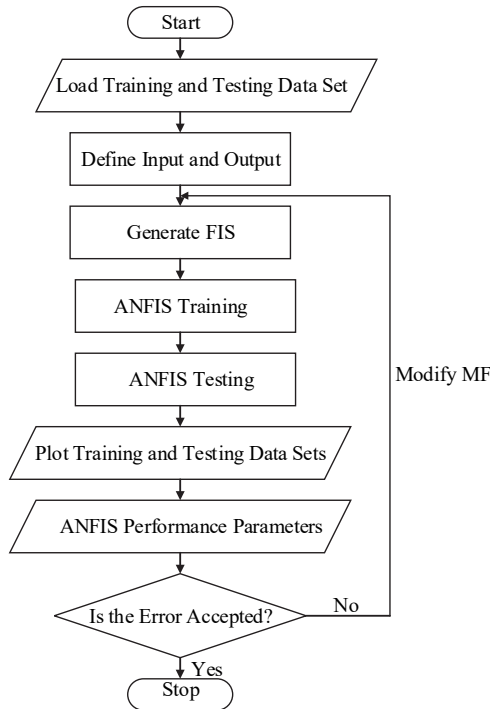 Start
Load Training and Testing Data Set
Define Input and Output
Generate FIS
ANFIS Training
ANFIS Testing
Modify MF
Plot Training and Testing Data Sets
ANFIS Performance Parameters
Is the Error Accepted?
No
Yes
Stop